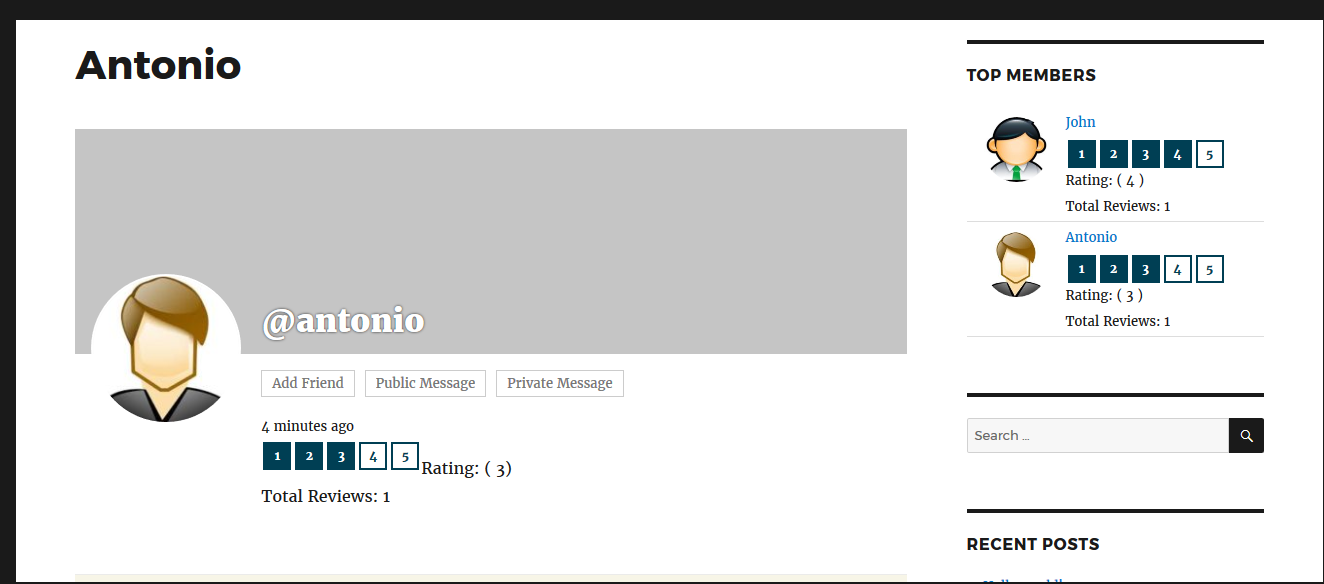 Antonio
@antonio
Add Friend Public Message Private Message
4 minutes ago
1 2 3 4 5 Rating: ( 3)
Total Reviews: 1
TOP MEMBERS
John
1 2 3 4 5
Rating: ( 4 )
Total Reviews: 1
Antonio
1 2 3 4 5
Rating: ( 3 )
Total Reviews: 1
Search ...
RECENT POSTS